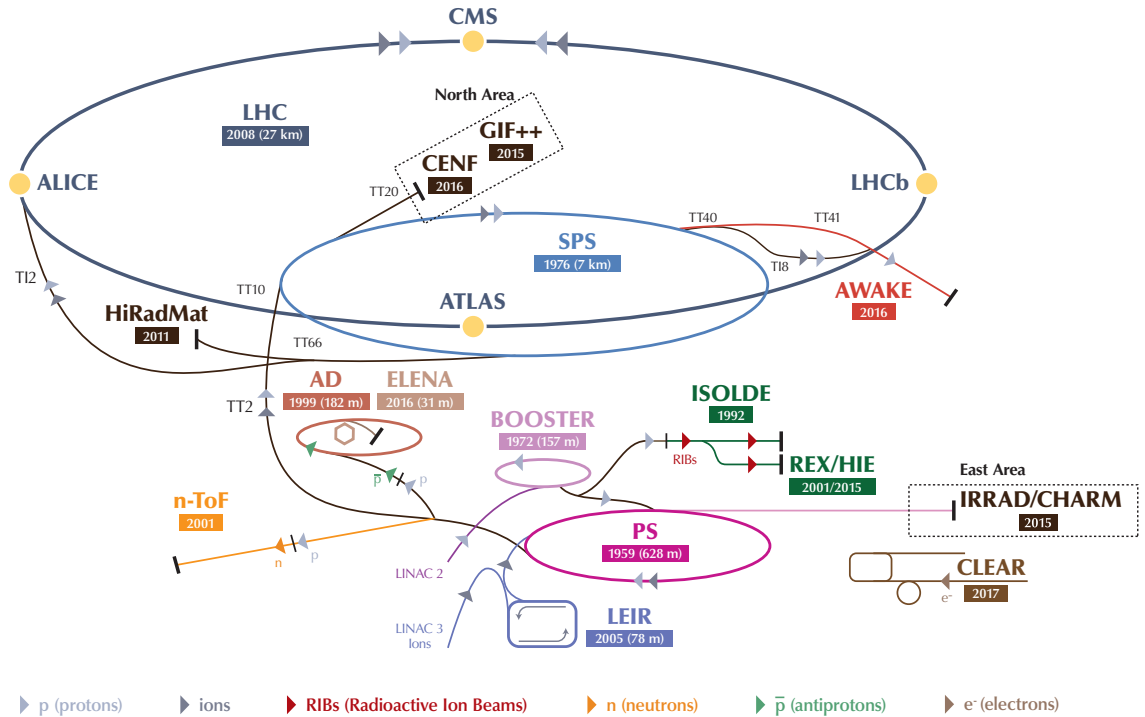 CMS
North Area
LHC
2008 (27 km)
GIF++
2015
CENF
2016
ALICE
LHCb
TT20
TT40
TT41
SPS
1976 (7 km)
TI2
TI8
TT10
ATLAS
AWAKE
2016
HiRadMat
2011
TT66
AD
1999 (182 m)
ELENA
2016 (31 m)
TT2
ISOLDE
1992
BOOSTER
1972 (157 m)
RIBs
REX/HIE
2001/2015
East Area
p̅
p
n-ToF
2001
IRRAD/CHARM
2015
PS
1959 (628 m)
n
p
LINAC 2
CLEAR
2017
e⁻
LINAC 3
Ions
LEIR
2005 (78 m)
p (protons)
ions
RIBs (Radioactive Ion Beams)
n (neutrons)
p̅ (antiprotons)
e⁻ (electrons)